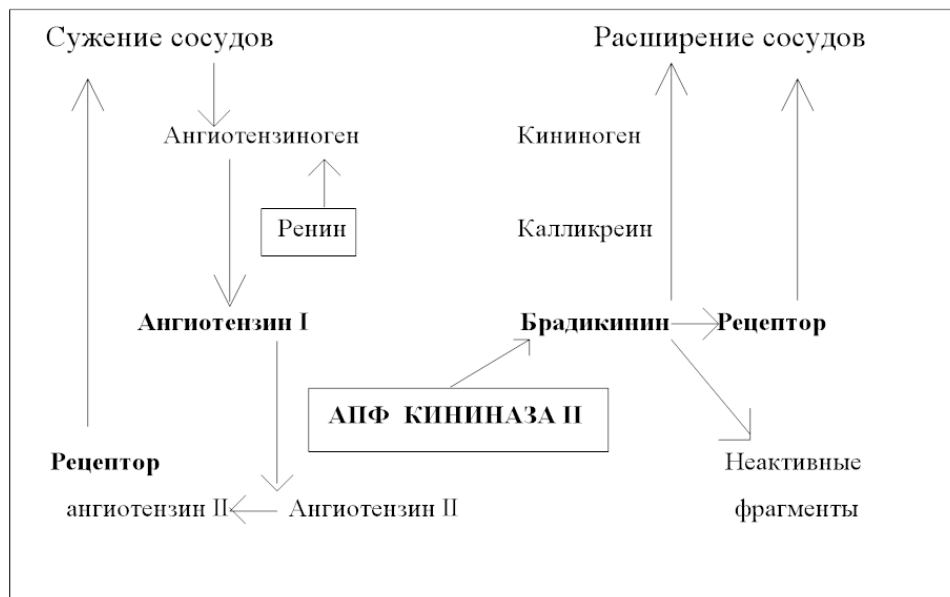 Сужение сосудов
Расширение сосудов
Ангиотензиноген
Кининоген
Ренин
Калликреин
Ангиотензин I
Брадикинин
Рецептор
АПФ КИНИНАЗА II
Рецептор
ангиотензин II
Ангиотензин II
Неактивные
фрагменты